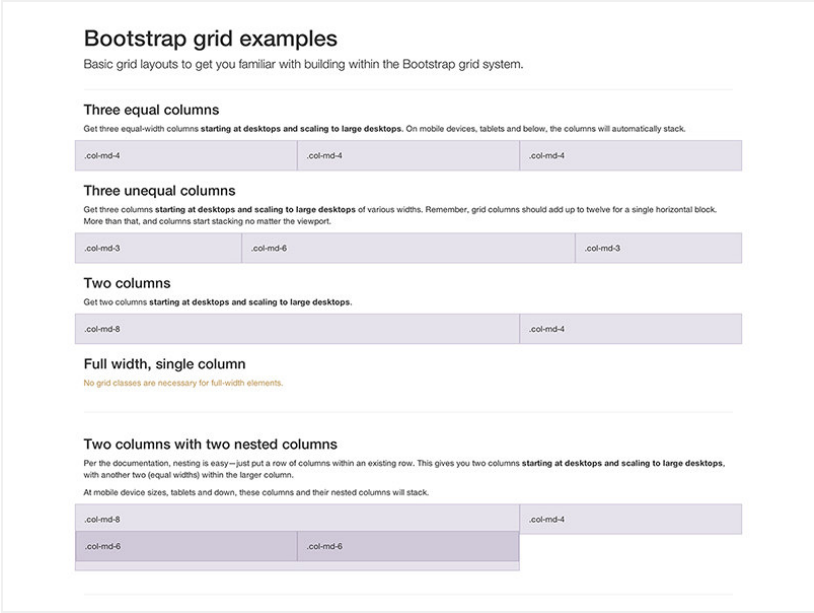 Bootstrap grid examples
Basic grid layouts to get you familiar with building within the Bootstrap grid system.
Three equal columns
Get three equal-width columns starting at desktops and scaling to large desktops. On mobile devices, tablets and below, the columns will automatically stack.
.col-md-4 .col-md-4 .col-md-4
Three unequal columns
Get three columns starting at desktops and scaling to large desktops of various widths. Remember, grid columns should add up to twelve for a single horizontal block.
More than that, and columns start stacking no matter the viewport.
.col-md-3 .col-md-6 .col-md-3
Two columns
Get two columns starting at desktops and scaling to large desktops.
.col-md-8 .col-md-4
Full width, single column
No grid classes are necessary for full-width elements.
Two columns with two nested columns
Per the documentation, nesting is easy—just put a row of columns within an existing row. This gives you two columns starting at desktops and scaling to large desktops,
with another two (equal widths) within the larger column.
At mobile device sizes, tablets and down, these columns and their nested columns will stack.
.col-md-8 .col-md-4
.col-md-6 .col-md-6